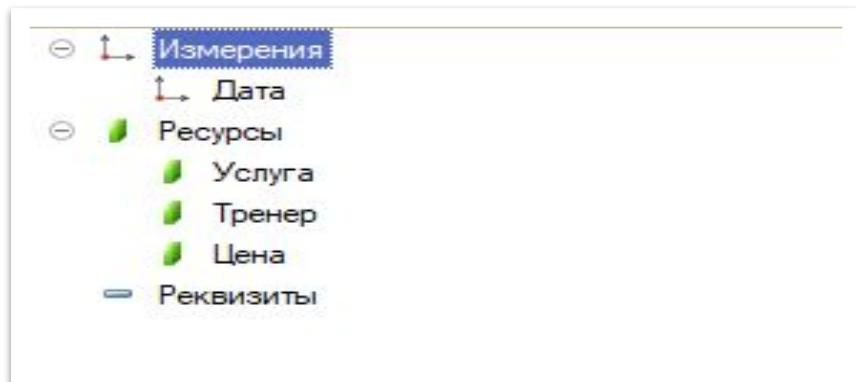 Измерения
Дата
Ресурсы
Услуга
Тренер
Цена
Реквизиты